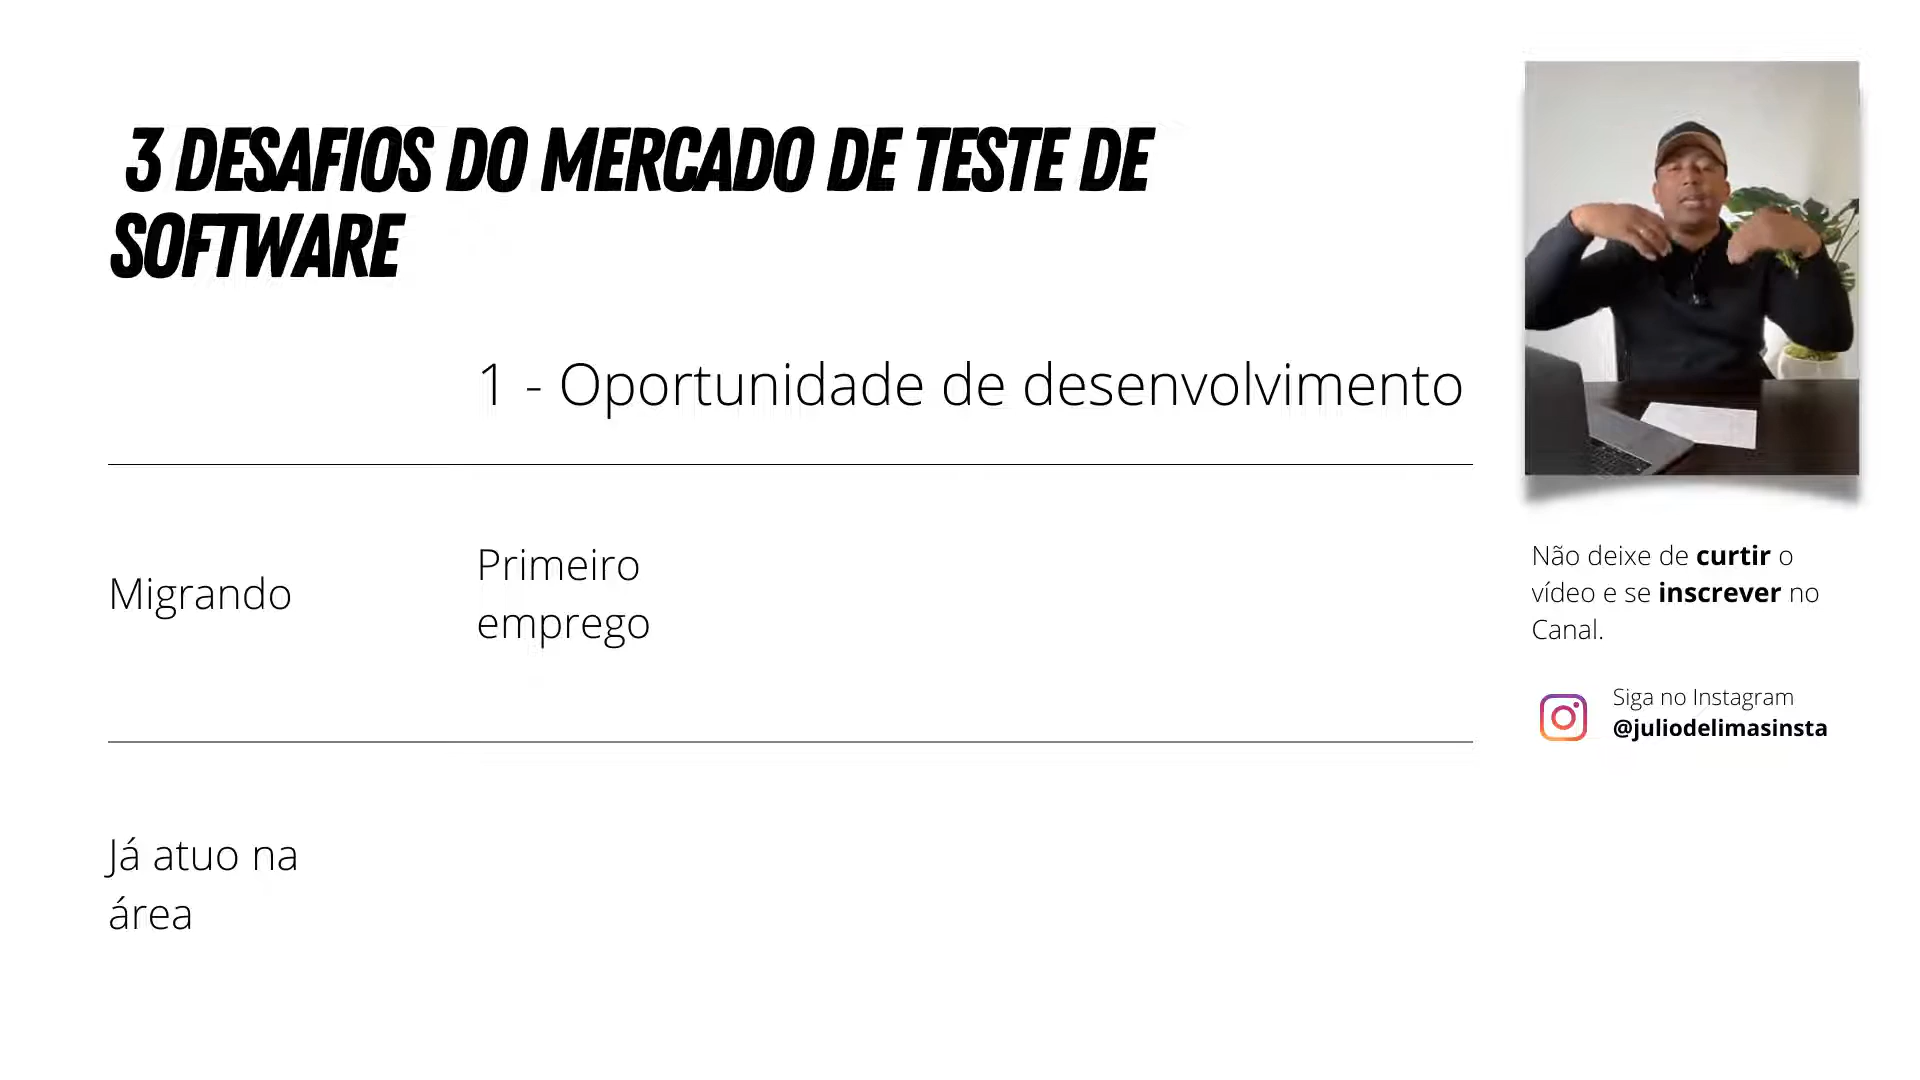 3 DESAFIOS DO MERCADO DE TESTE DE
SOFTWARE
1 - Oportunidade de desenvolvimento
Migrando
Primeiro
emprego
Já atuo na
área
Não deixe de curtir o
vídeo e se inscrever no
Canal.
Siga no Instagram
@juliodelimasinsta